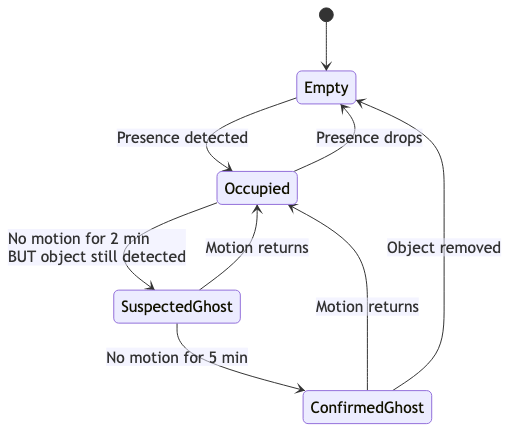 Empty
Presence detected
Presence drops
Occupied
No motion for 2 min
BUT object still detected
Motion returns
Object removed
SuspectedGhost
Motion returns
No motion for 5 min
ConfirmedGhost